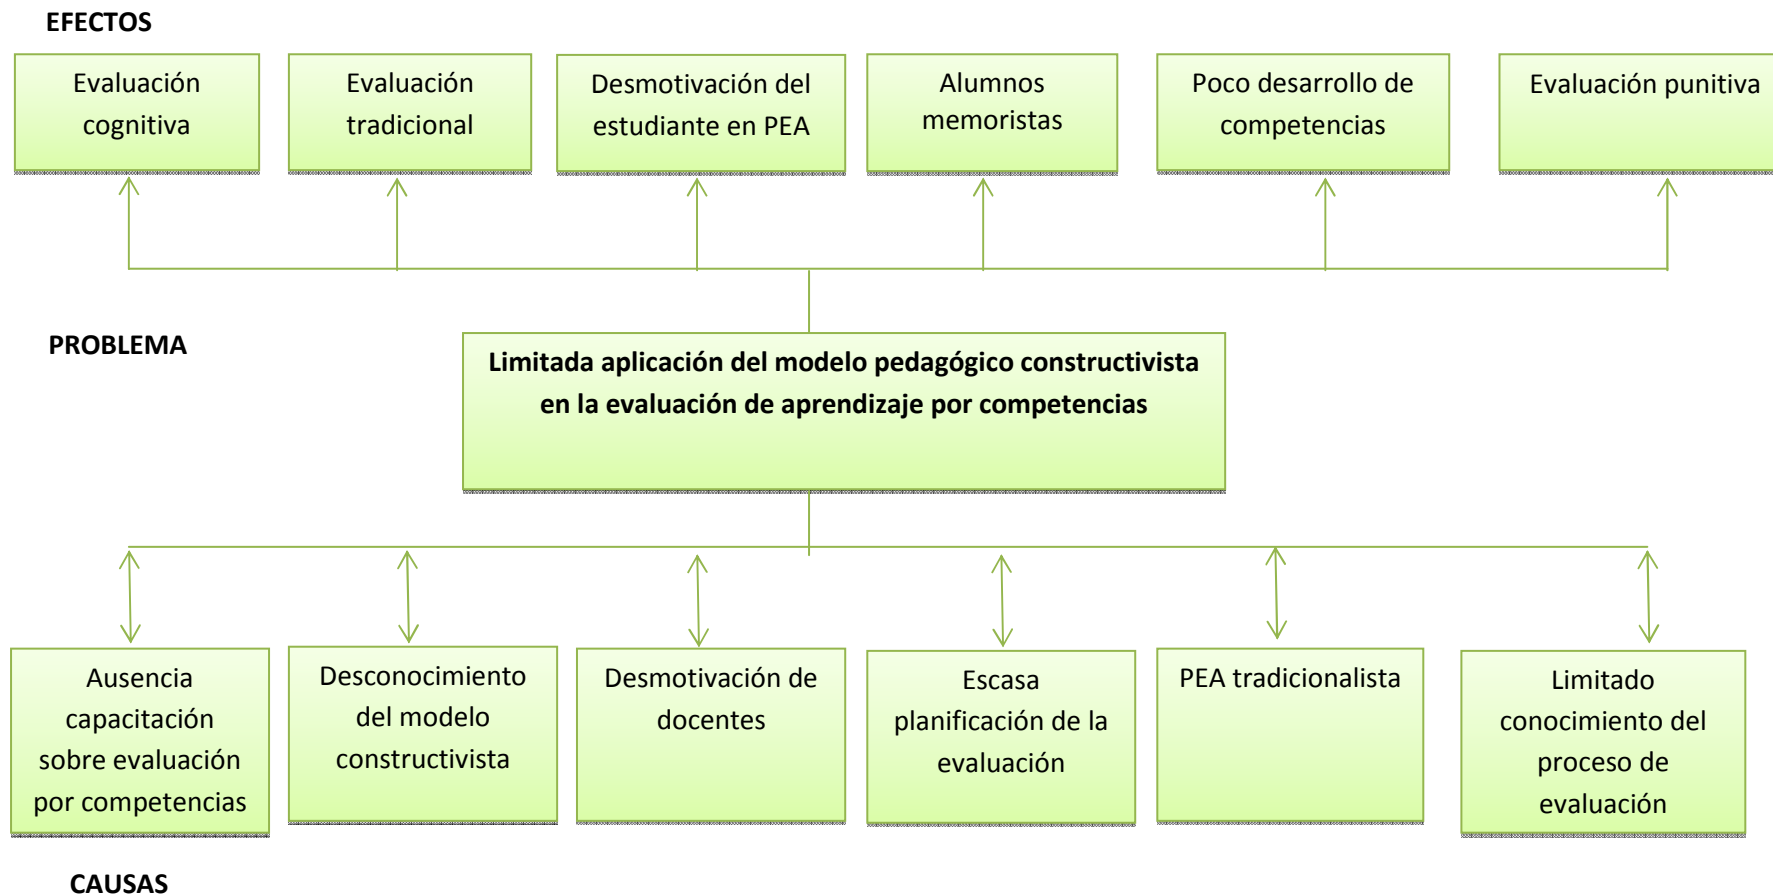 EFECTOS
Evaluación
cognitiva
Evaluación
tradicional
Desmotivación del
estudiante en PEA
Alumnos
memoristas
Poco desarrollo de
competencias
Evaluación punitiva
PROBLEMA
Limitada aplicación del modelo pedagógico constructivista
en la evaluación de aprendizaje por competencias
Ausencia
capacitación
sobre evaluación
por competencias
Desconocimiento
del modelo
constructivista
Desmotivación de
docentes
Escasa
planificación de la
evaluación
PEA tradicionalista
Limitado
conocimiento del
proceso de
evaluación
CAUSAS